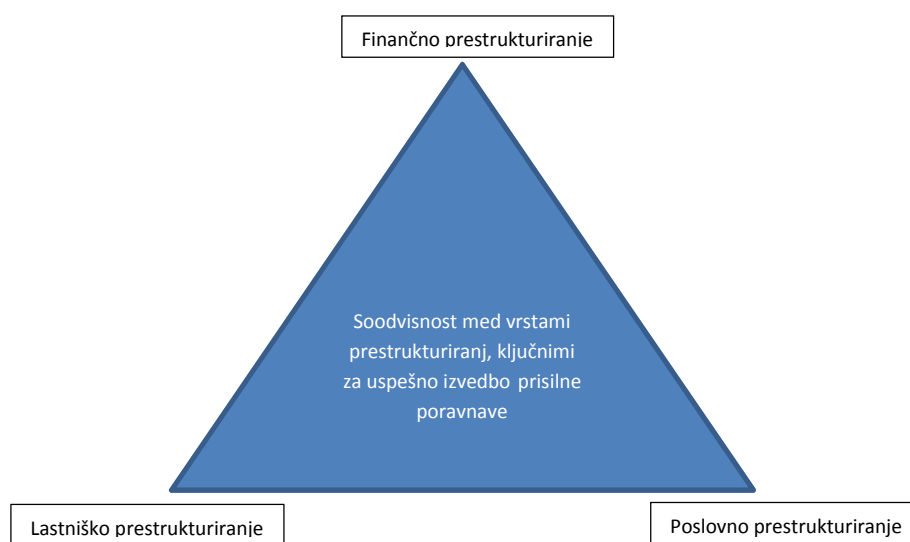 Finančno prestrukturiranje
Soodvisnost med vrstami
prestrukturiranj, ključnimi
za uspešno izvedbo prisilne
poravnave
Lastniško prestrukturiranje
Poslovno prestrukturiranje